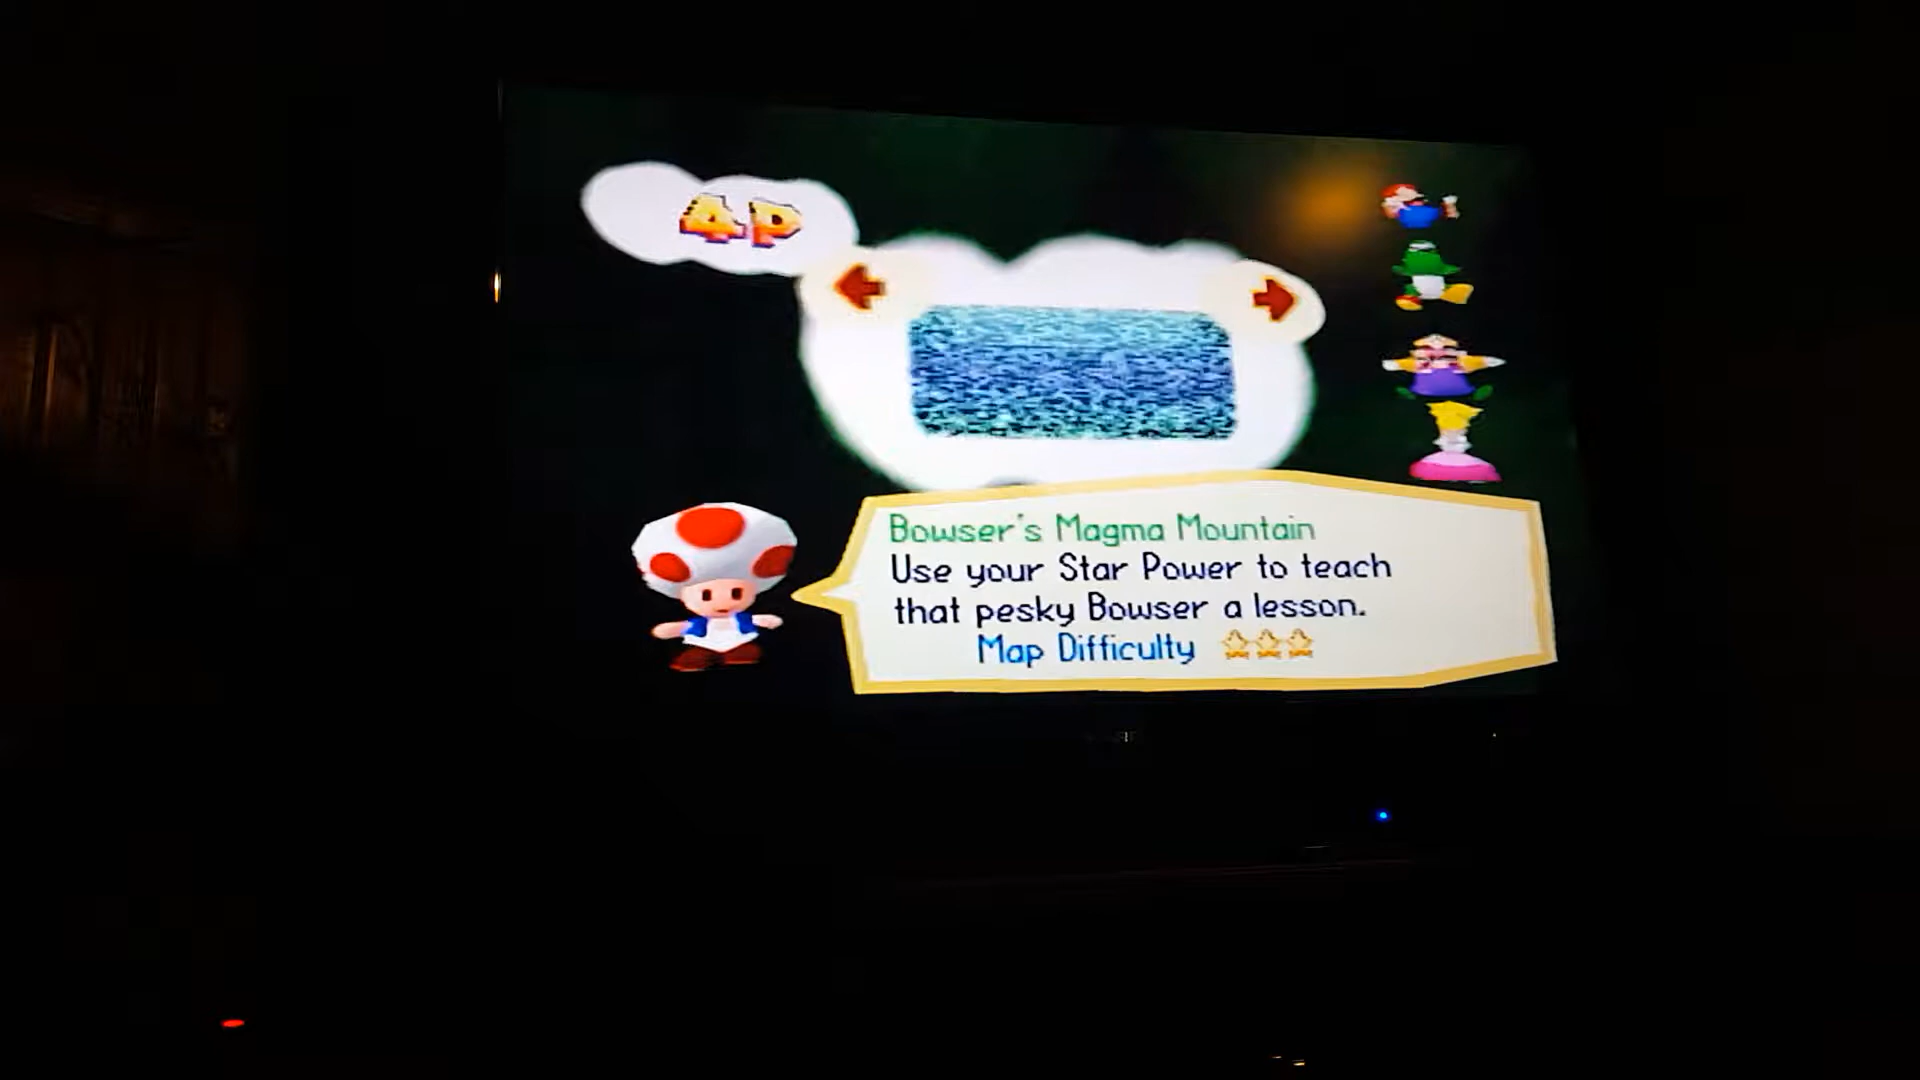 4P
Bowser's Magma Mountain
Use your Star Power to teach
that pesky Bowser a lesson.
Map Difficulty